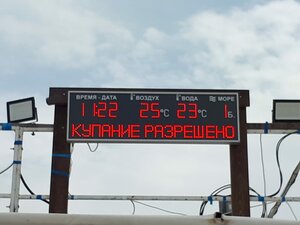 ВРЕМЯ - ДАТА ВОЗДУХ ВОДА МОРЕ
11:22 25°C 23°C 1Б.
КУПАНИЕ РАЗРЕШЕНО